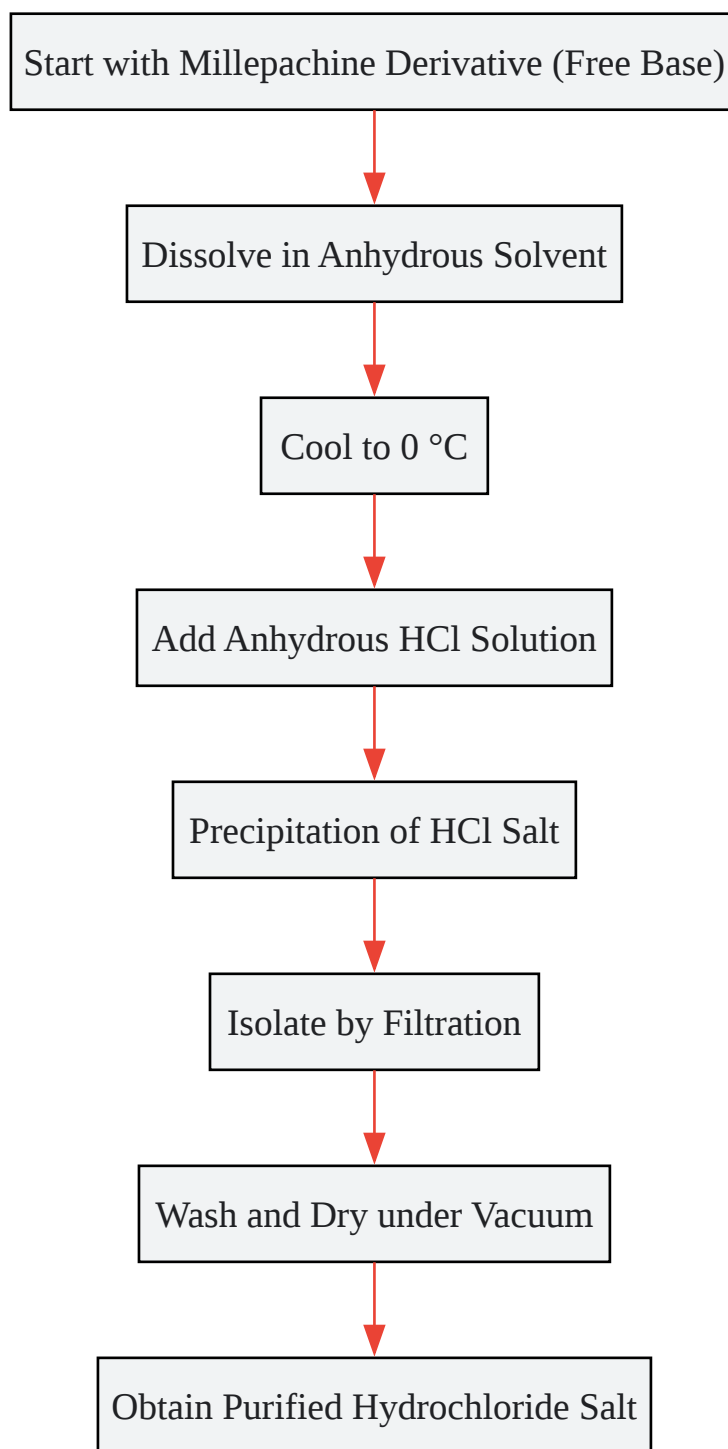 Start with Millepachine Derivative (Free Base)
Dissolve in Anhydrous Solvent
Cool to 0 °C
Add Anhydrous HCl Solution
Precipitation of HCl Salt
Isolate by Filtration
Wash and Dry under Vacuum
Obtain Purified Hydrochloride Salt